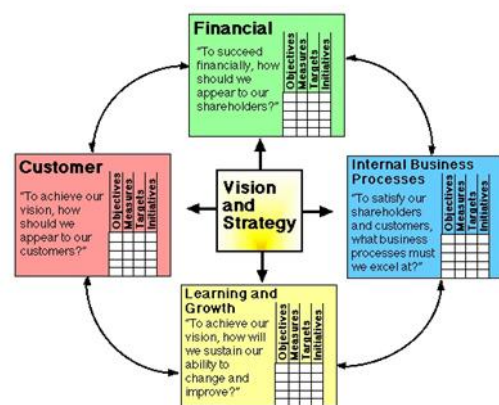 Financial
"To succeed
financially, how
should we
appear to our
shareholders?"
Objectives
Measures
Targets
Initiatives
Customer
"To achieve our
vision, how
should we
appear to our
customers?"
Objectives
Measures
Targets
Initiatives
Vision
and
Strategy
Internal Business
Processes
"To satisfy our
shareholders
and customers,
what business
processes must
we excel at?"
Objectives
Measures
Targets
Initiatives
Learning and
Growth
"To achieve our
vision, how will
we sustain our
ability to
change and
improve?"
Objectives
Measures
Targets
Initiatives